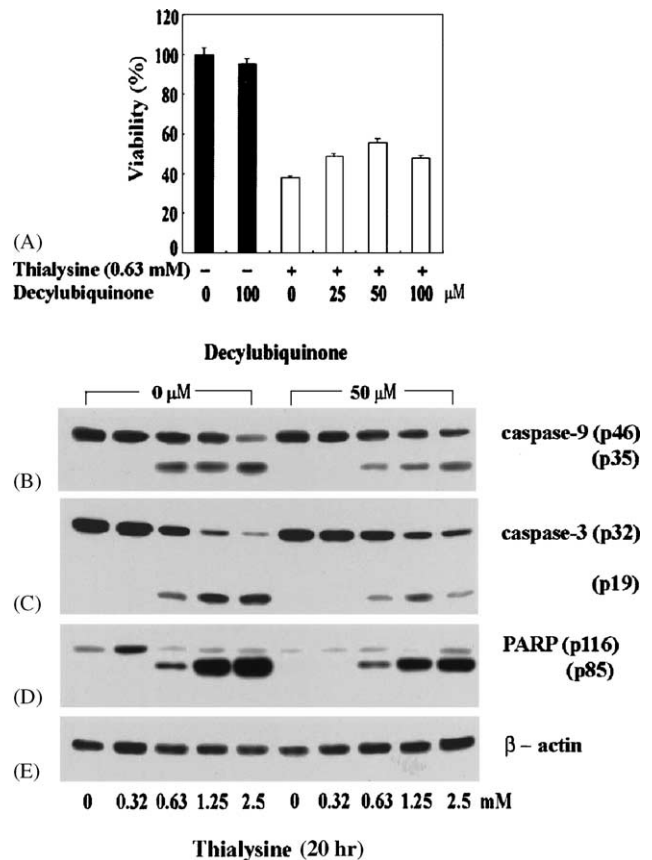 120
100
80
60
40
20
0
Viability (%)
(A)
Thialysine (0.63 mM) – – + + + +
Decylubiquinone 0 100 0 25 50 100 μM
Decylubiquinone
0 μM 50 μM
caspase-9 (p46)
(p35)
(B)
caspase-3 (p32)
(p19)
(C)
PARP (p116)
(p85)
(D)
β – actin
(E)
0 0.32 0.63 1.25 2.5 0 0.32 0.63 1.25 2.5 mM
Thialysine (20 hr)